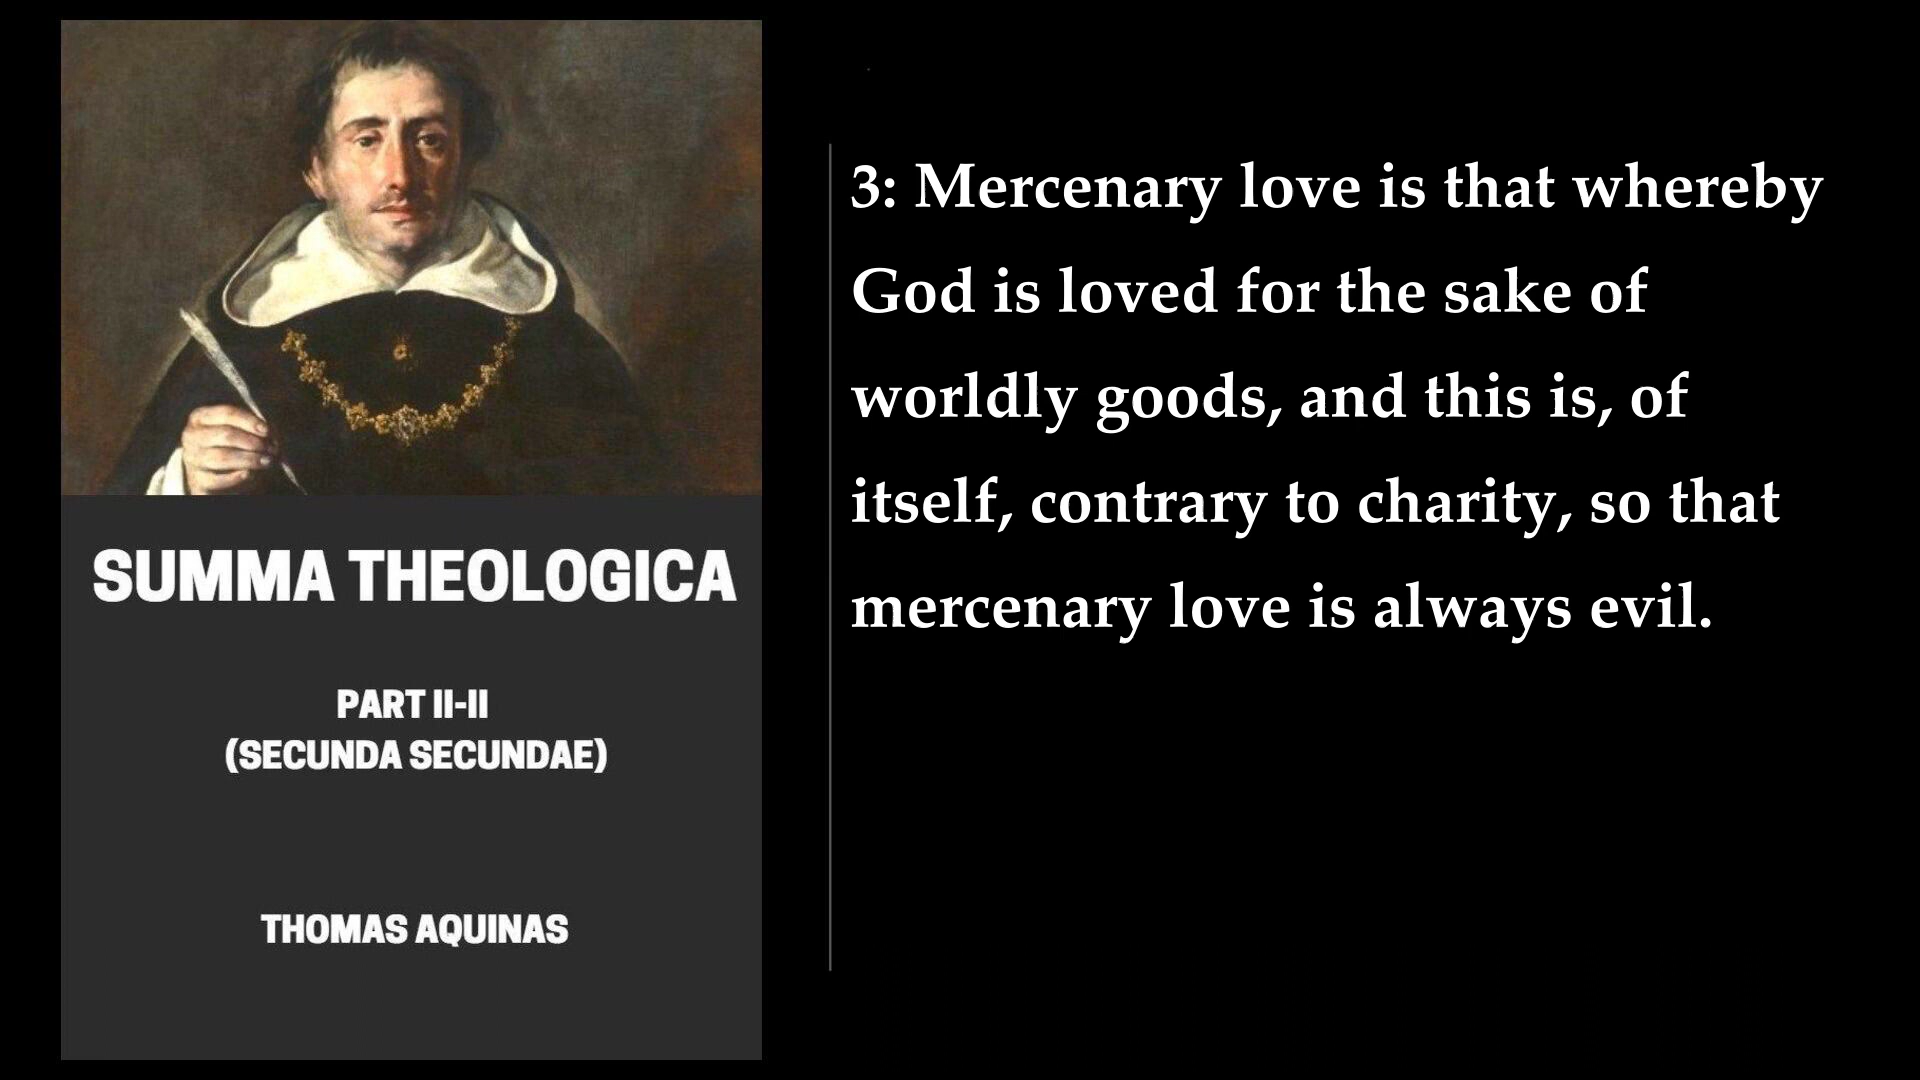 SUMMA THEOLOGICA
PART II-II
(SECUNDA SECUNDAE)
THOMAS AQUINAS
3: Mercenary love is that whereby
God is loved for the sake of
worldly goods, and this is, of
itself, contrary to charity, so that
mercenary love is always evil.